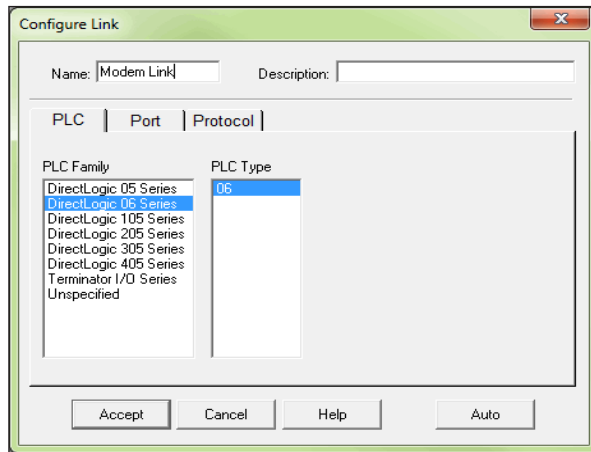 Configure Link
Name: Modem Link Description:
PLC Port Protocol
PLC Family PLC Type
DirectLogic 05 Series 06
DirectLogic 06 Series
DirectLogic 105 Series
DirectLogic 205 Series
DirectLogic 305 Series
DirectLogic 405 Series
Terminator I/O Series
Unspecified
Accept Cancel Help Auto